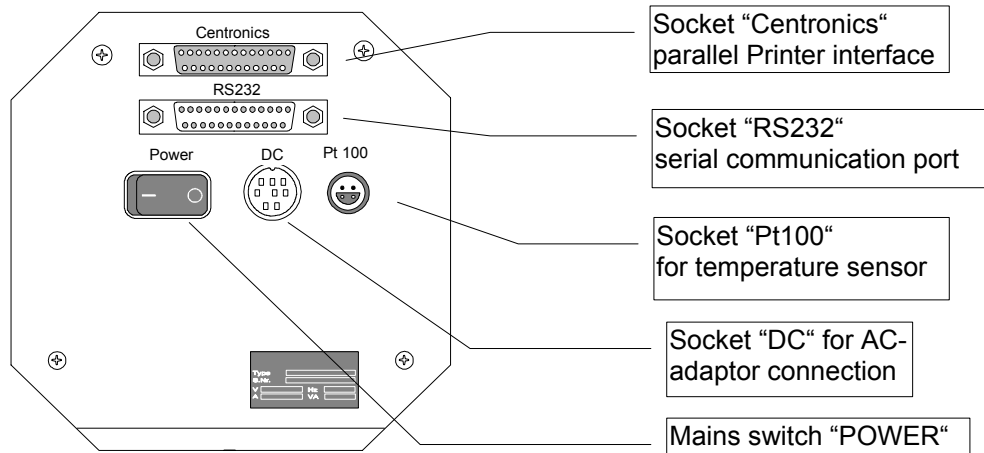 Centronics
RS232
Power
DC
Pt 100
Type
S.Nr.
V
Hz
A
VA
Socket “Centronics“
parallel Printer interface
Socket “RS232“
serial communication port
Socket “Pt100“
for temperature sensor
Socket “DC“ for AC-
adaptor connection
Mains switch “POWER“